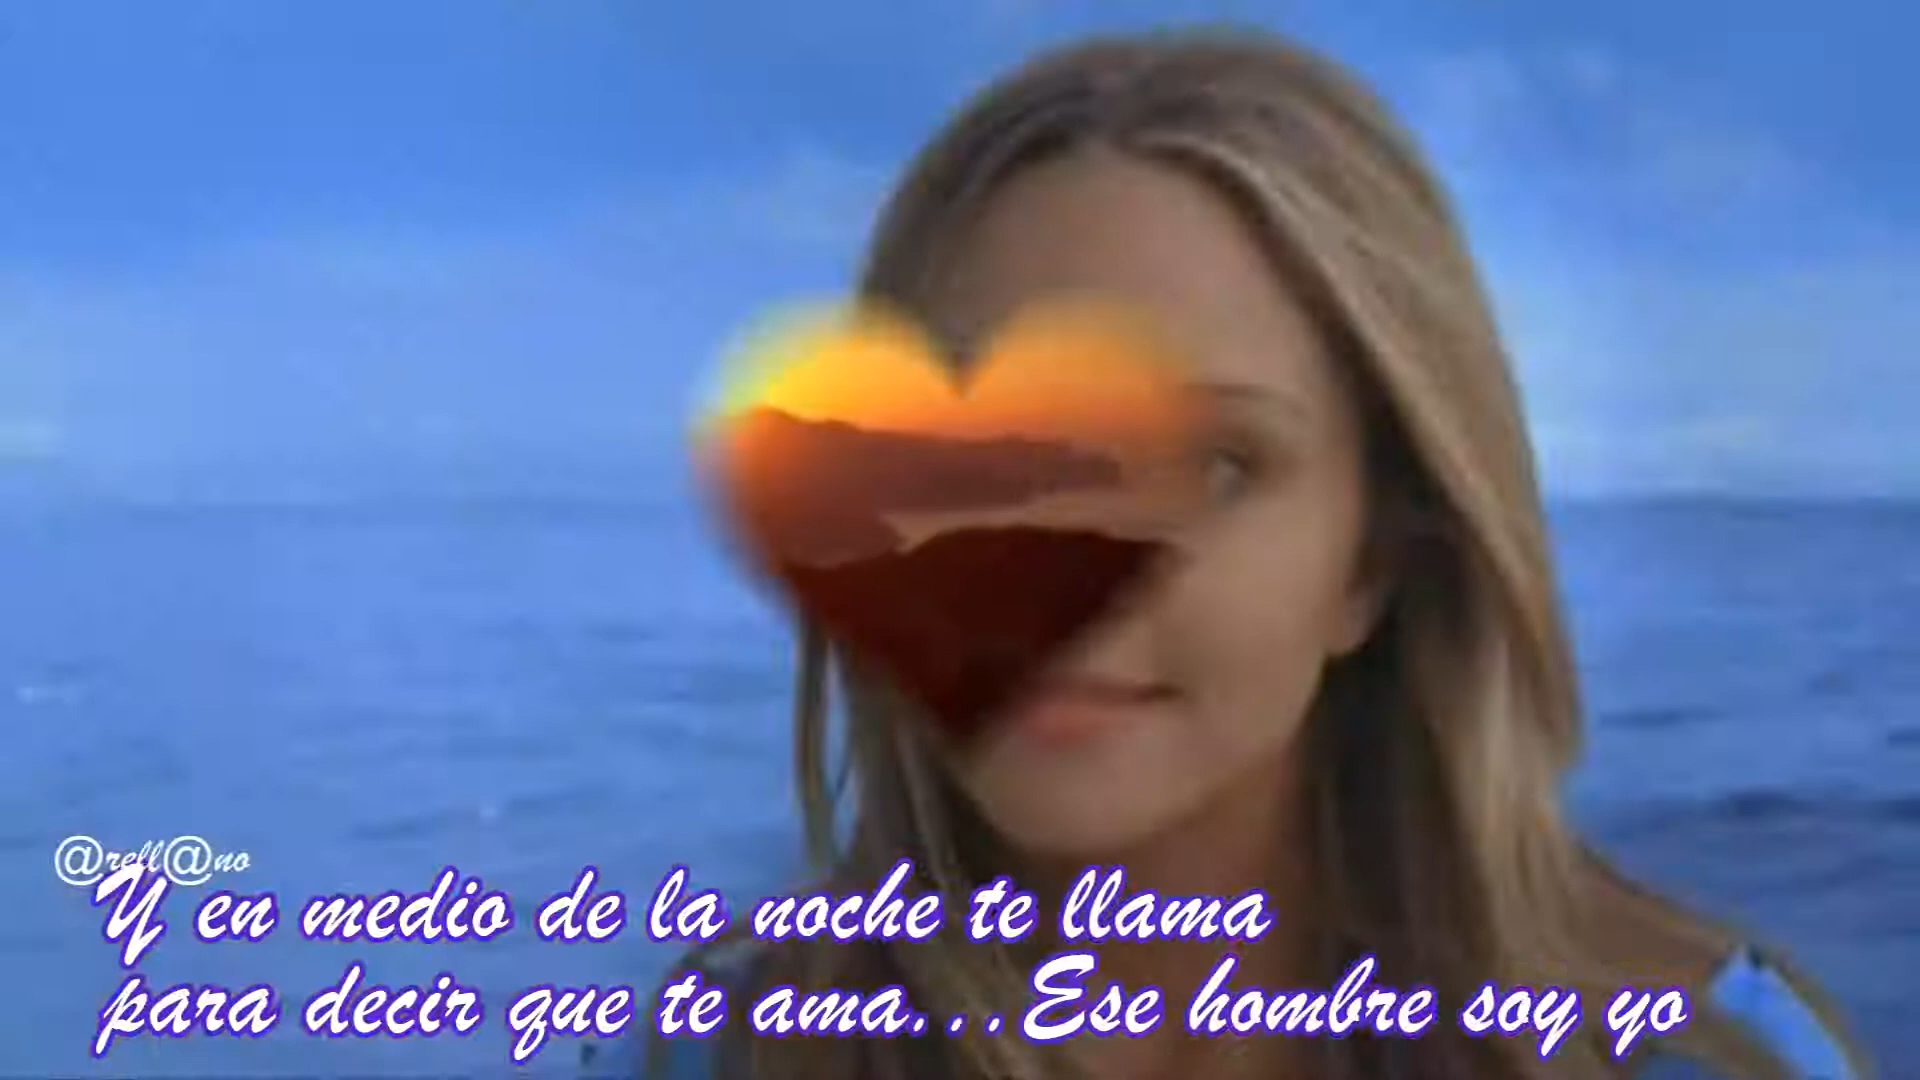 @rell@no
Y en medio de la noche te llama
para decir que te ama...Ese hombre soy yo